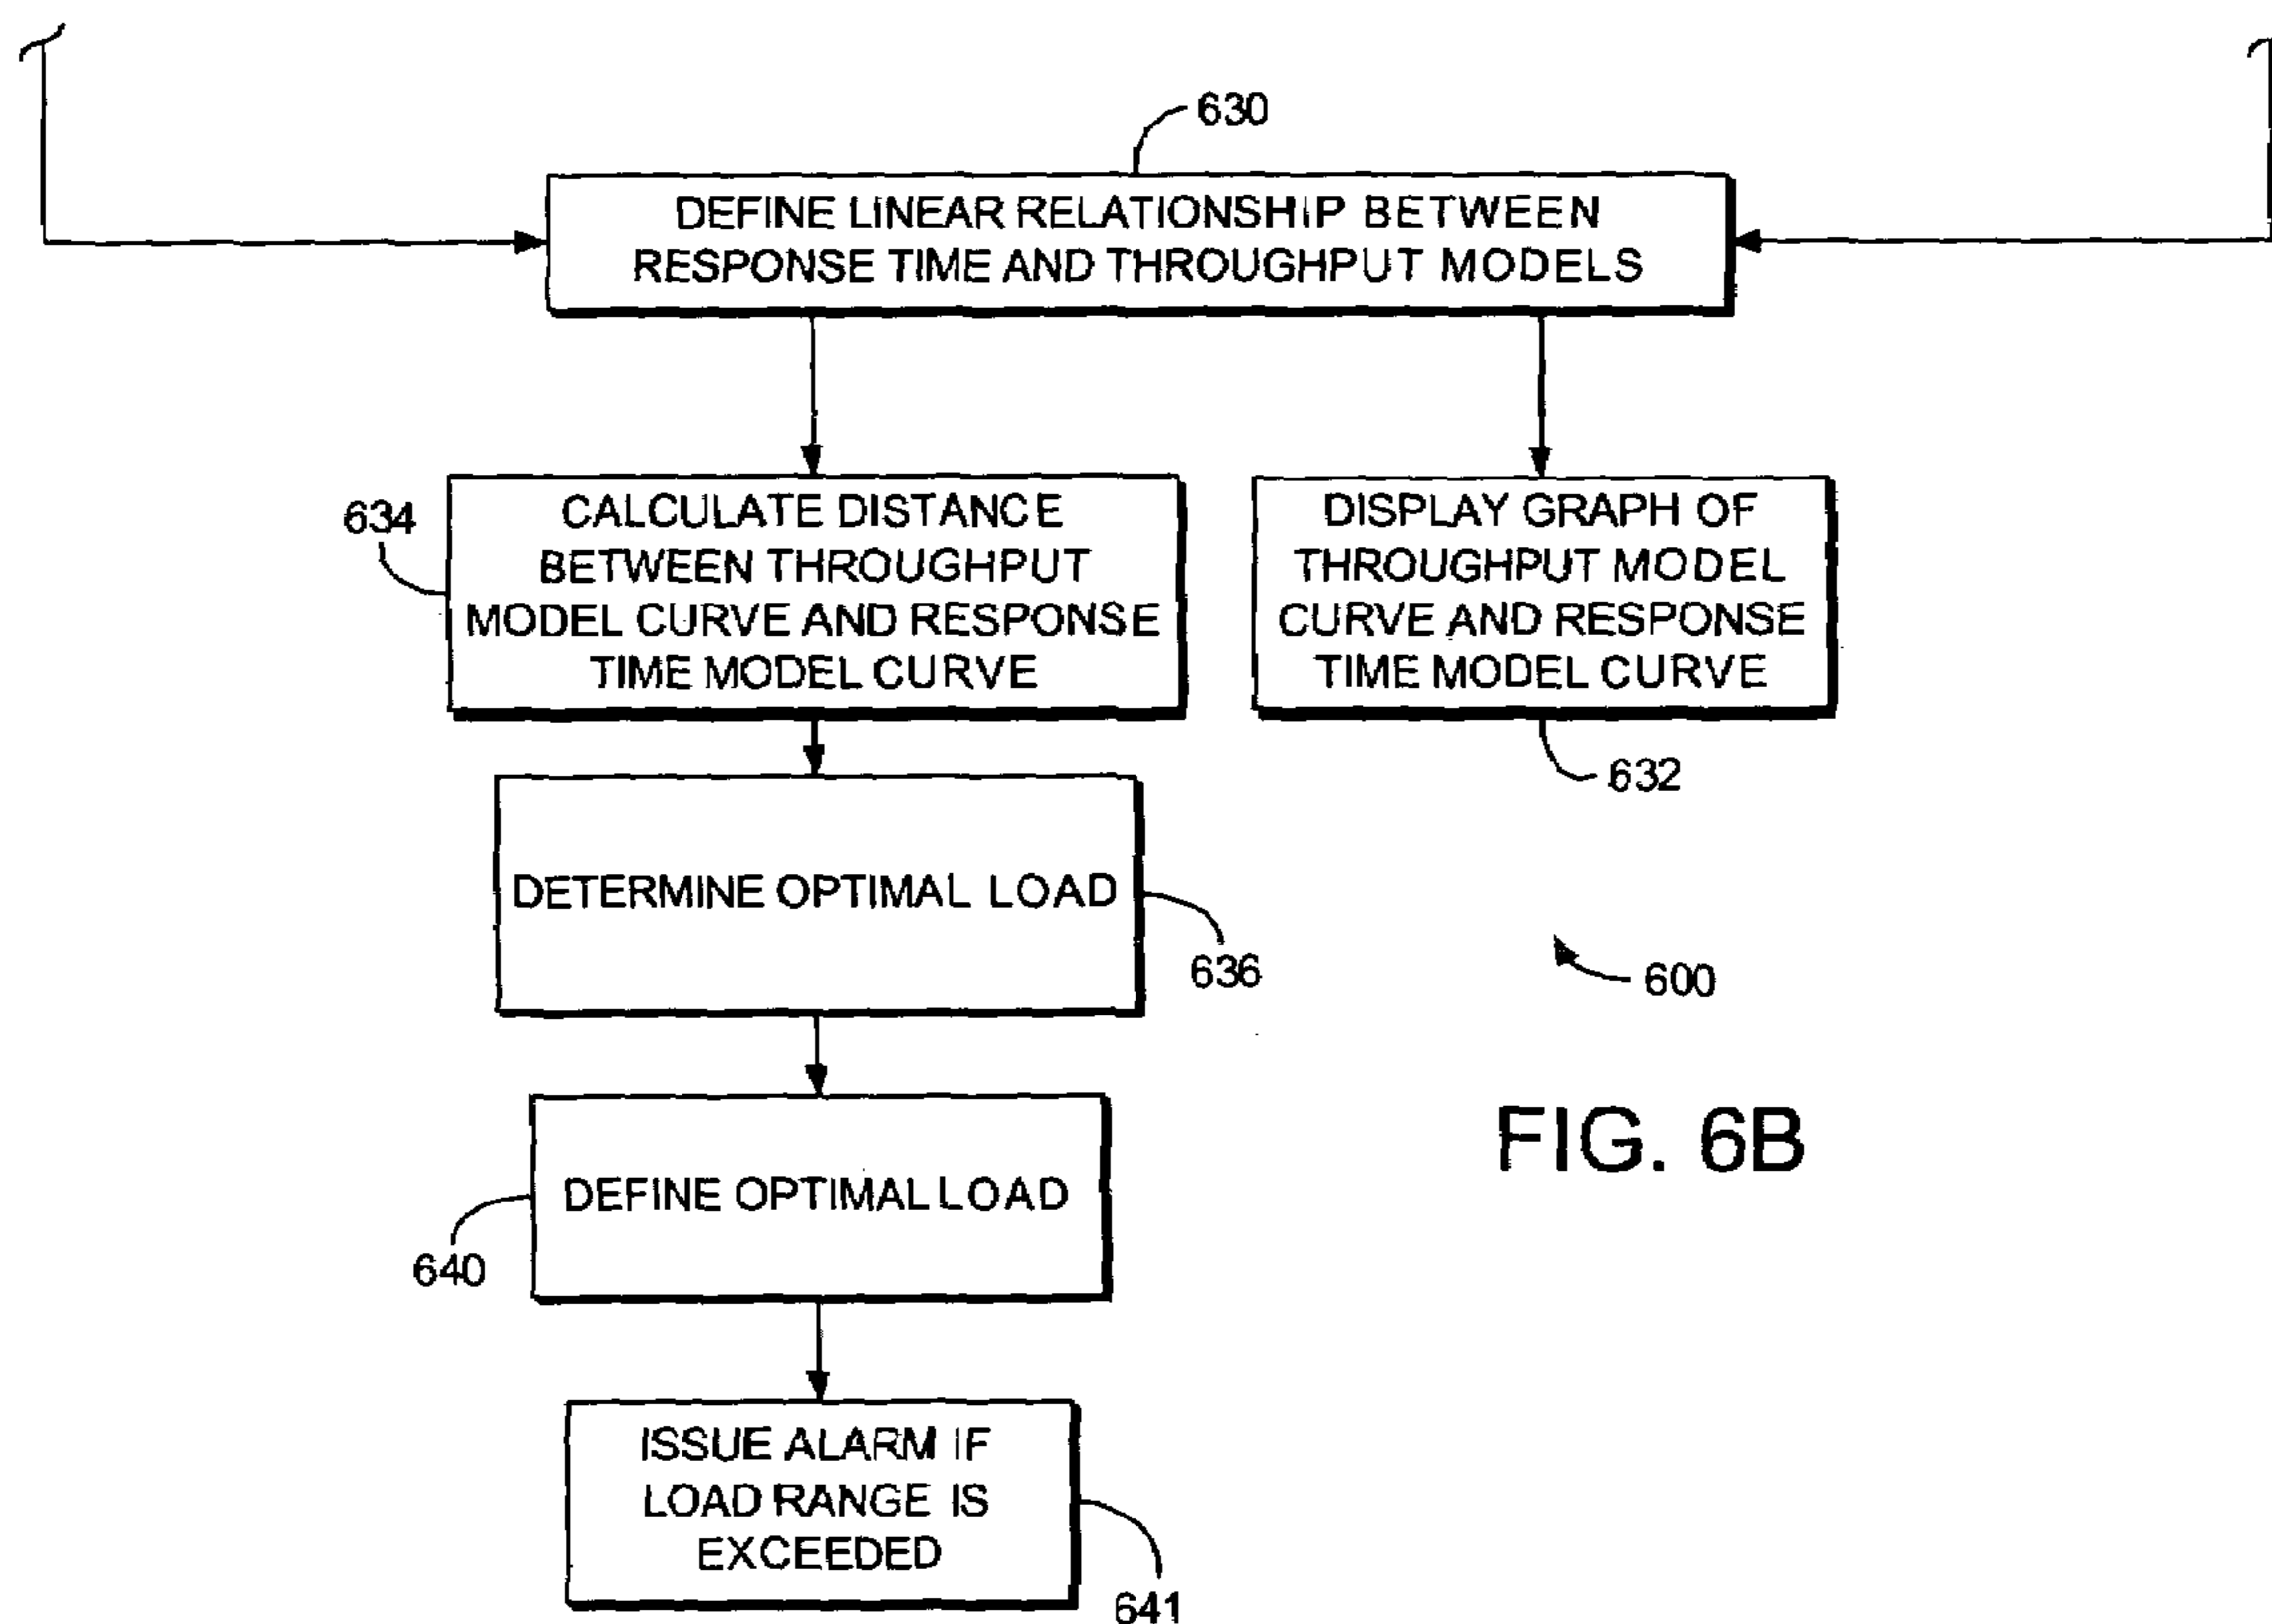 630
DEFINE LINEAR RELATIONSHIP BETWEEN
RESPONSE TIME AND THROUGHPUT MODELS
634
CALCULATE DISTANCE
BETWEEN THROUGHPUT
MODEL CURVE AND RESPONSE
TIME MODEL CURVE
DISPLAY GRAPH OF
THROUGHPUT MODEL
CURVE AND RESPONSE
TIME MODEL CURVE
632
DETERMINE OPTIMAL LOAD
636
600
FIG. 6B
DEFINE OPTIMAL LOAD
640
ISSUE ALARM IF
LOAD RANGE IS
EXCEEDED
641